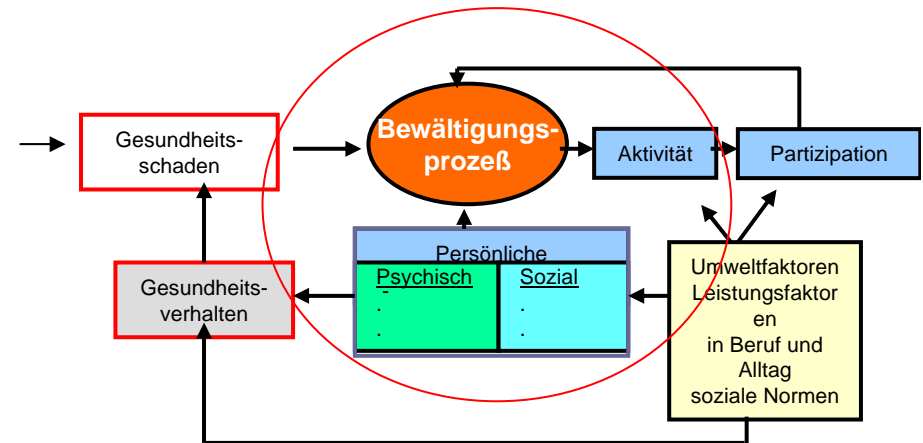 Gesundheits-
schaden
Bewältigungs-
prozeß
Aktivität
Partizipation
Persönliche
Psychisch
-
.
.
Sozial
.
.
Gesundheits-
verhalten
Umweltfaktoren
Leistungsfaktor
en
in Beruf und
Alltag
soziale Normen